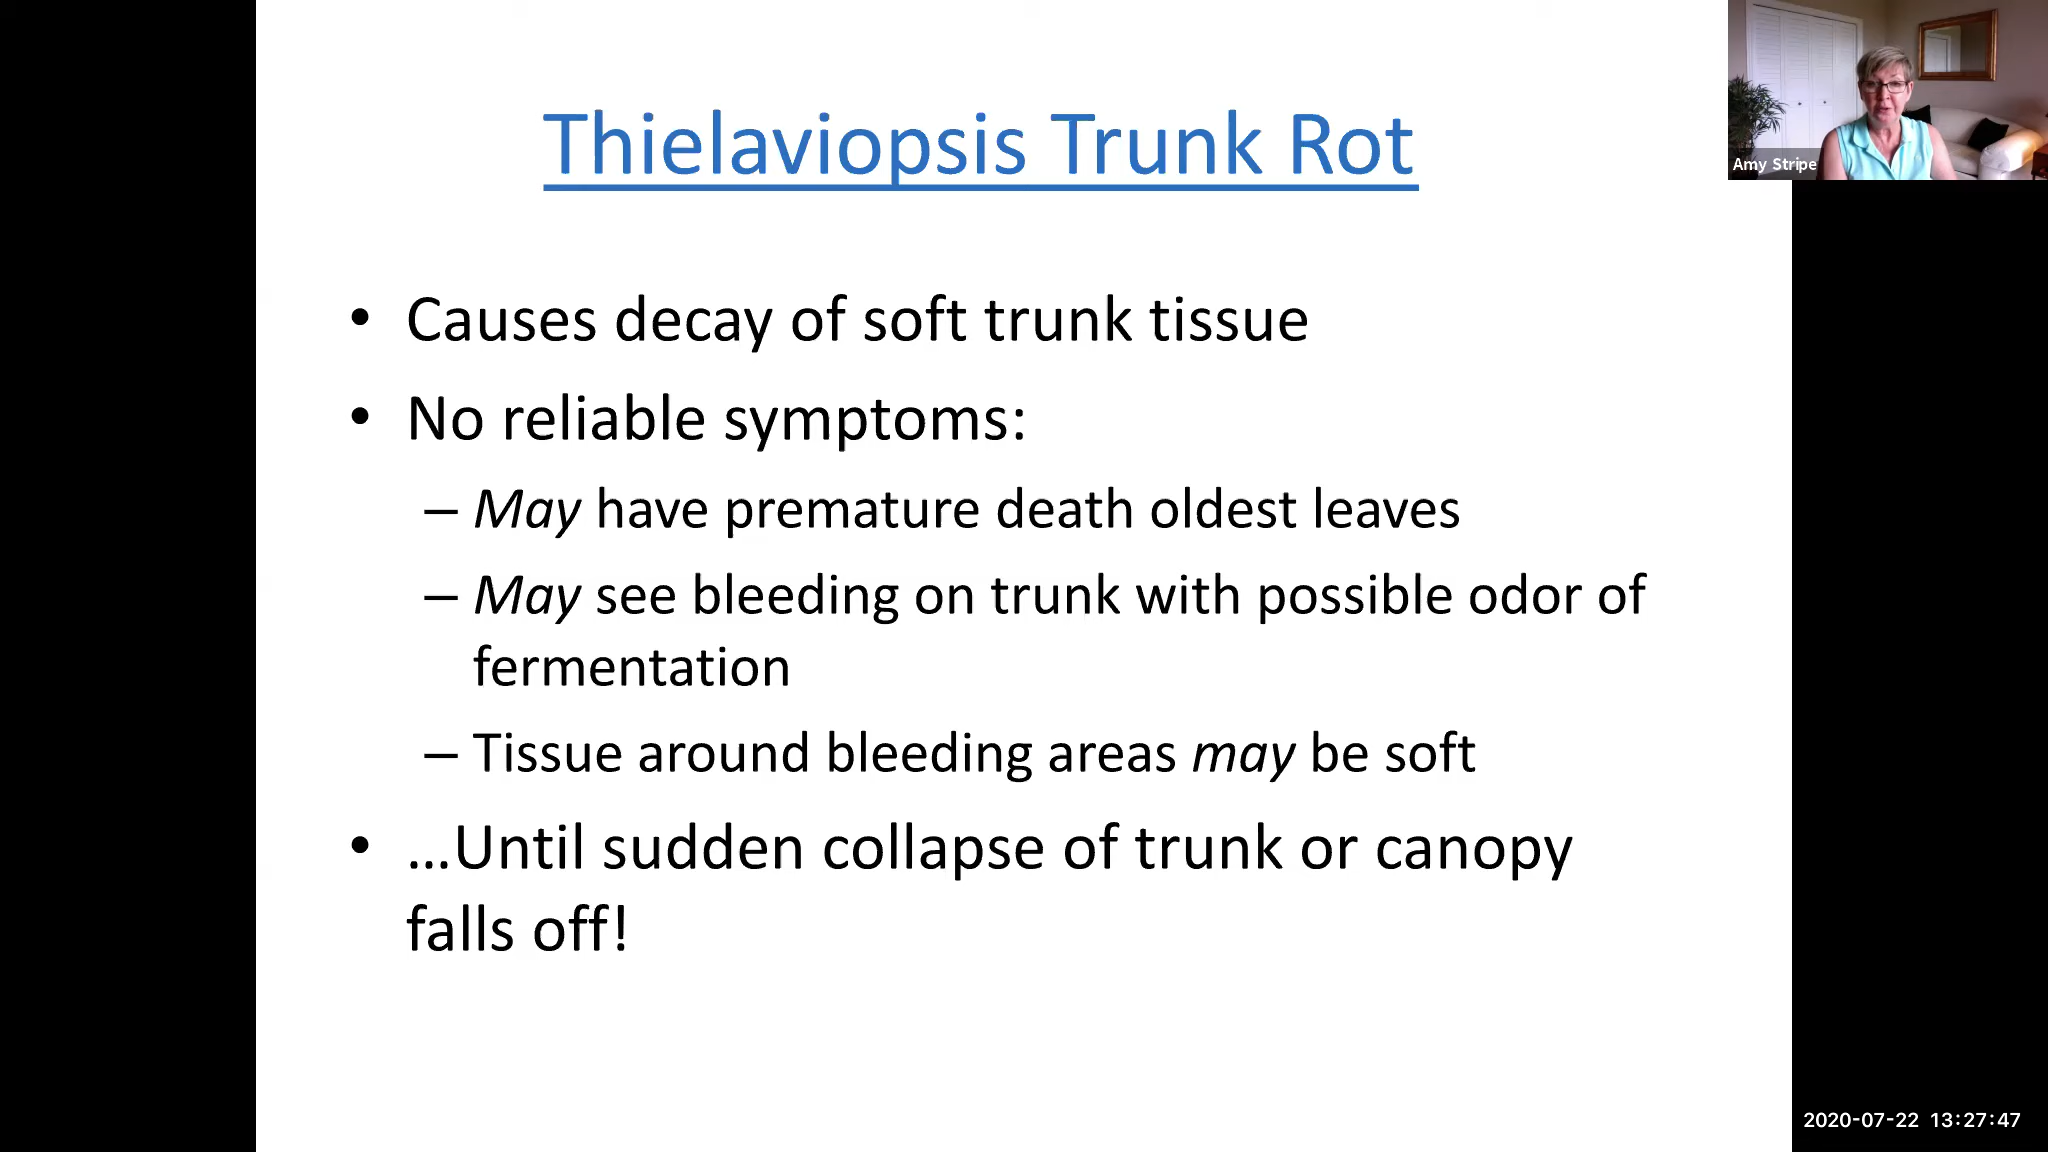 Thielaviopsis Trunk Rot
Amy Stripe
• Causes decay of soft trunk tissue
• No reliable symptoms:
– May have premature death oldest leaves
– May see bleeding on trunk with possible odor of
fermentation
– Tissue around bleeding areas may be soft
• …Until sudden collapse of trunk or canopy
falls off!
2020-07-22 13:27:47